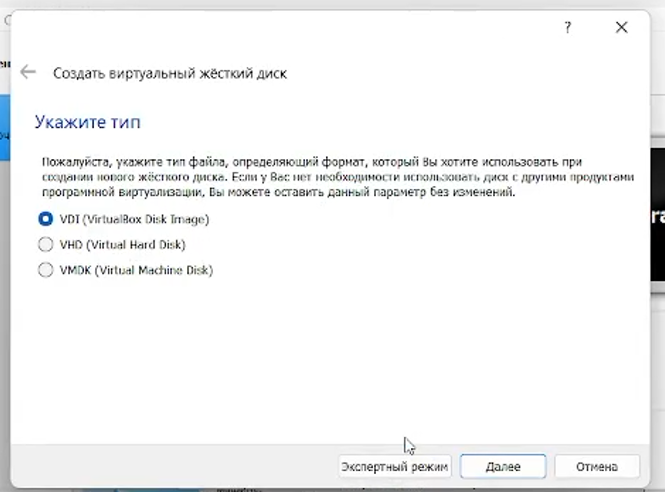 ?
Создать виртуальный жёсткий диск
Укажите тип
Пожалуйста, укажите тип файла, определяющий формат, который Вы хотите использовать при
создании нового жёсткого диска. Если у Вас нет необходимости использовать диск с другими продуктами
программной виртуализации, Вы можете оставить данный параметр без изменений.
VDI (VirtualBox Disk Image)
VHD (Virtual Hard Disk)
VMDK (Virtual Machine Disk)
Экспертный режим Далее Отмена